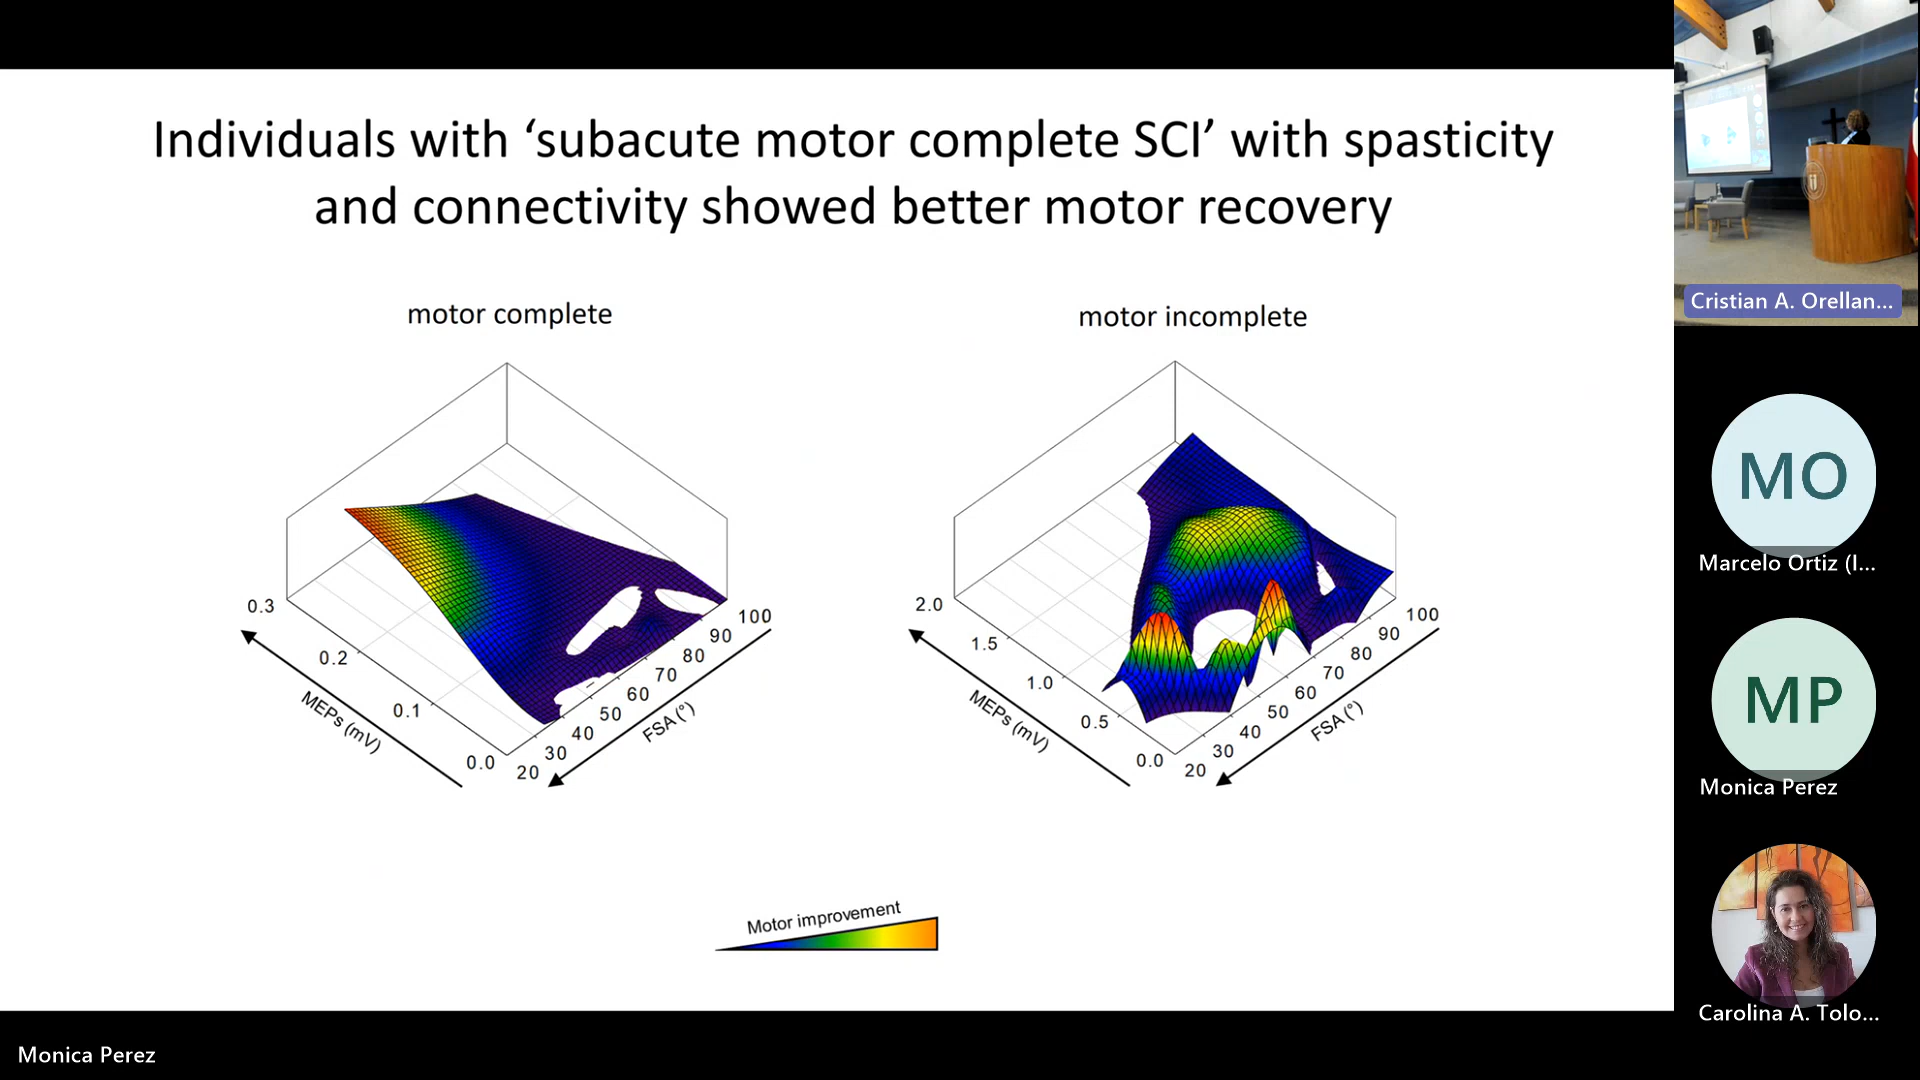 Individuals with ‘subacute motor complete SCI’ with spasticity
and connectivity showed better motor recovery
motor complete
motor incomplete
0.3
0.2
0.1
0.0
MEPs (mV)
20
30
40
50
60
70
80
90
100
FSA (°)
2.0
1.5
1.0
0.5
0.0
MEPs (mV)
20
30
40
50
60
70
80
90
100
FSA (°)
Motor improvement
Cristian A. Orellan...
MO
Marcelo Ortiz (I...
MP
Monica Perez
Carolina A. Tolo...
Monica Perez